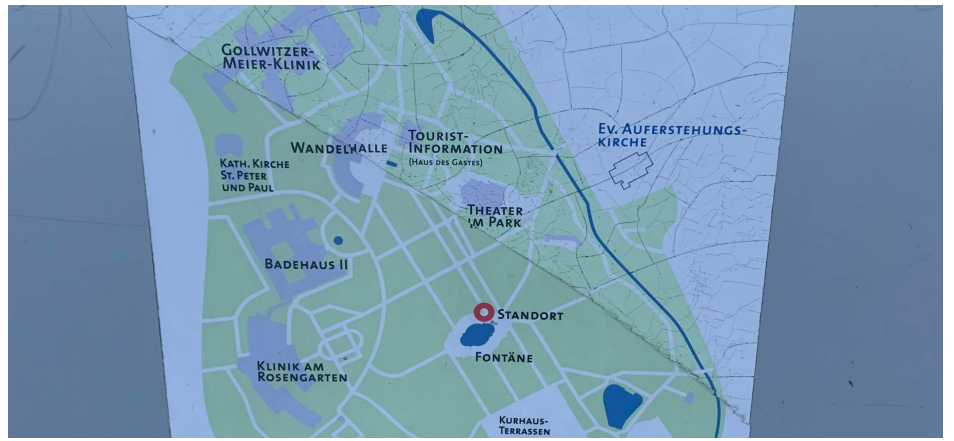 GOLLWITZER-
MEIER-KLINIK
EV. AUFERSTEHUNGS-
KIRCHE
TOURIST-
INFORMATION
(HAUS DES GASTES)
WANDELHALLE
KATH. KIRCHE
ST. PETER
UND PAUL
THEATER
IM PARK
BADEHAUS II
STANDORT
FONTÄNE
KLINIK AM
ROSENGARTEN
KURHAUS-
TERRASSEN